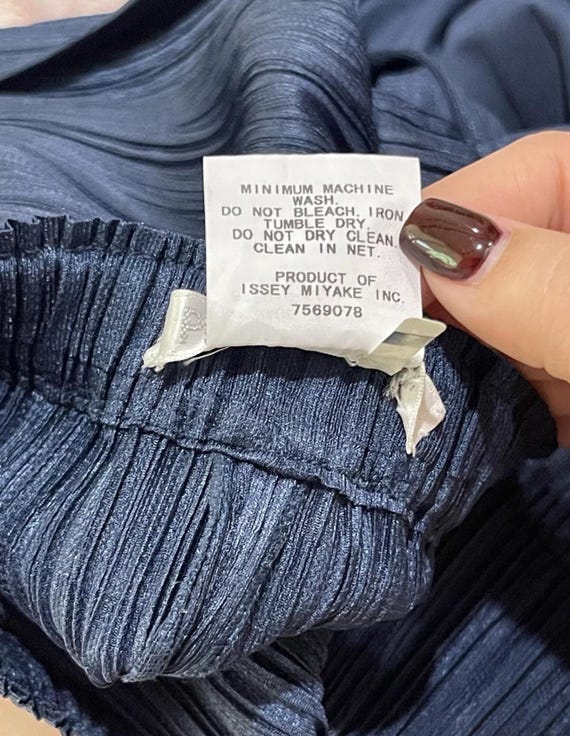 MINIMUM MACHINE
WASH.
DO NOT BLEACH. IRON
TUMBLE DRY.
DO NOT DRY CLEAN.
CLEAN IN NET.
PRODUCT OF
ISSEY MIYAKE INC.
7569078